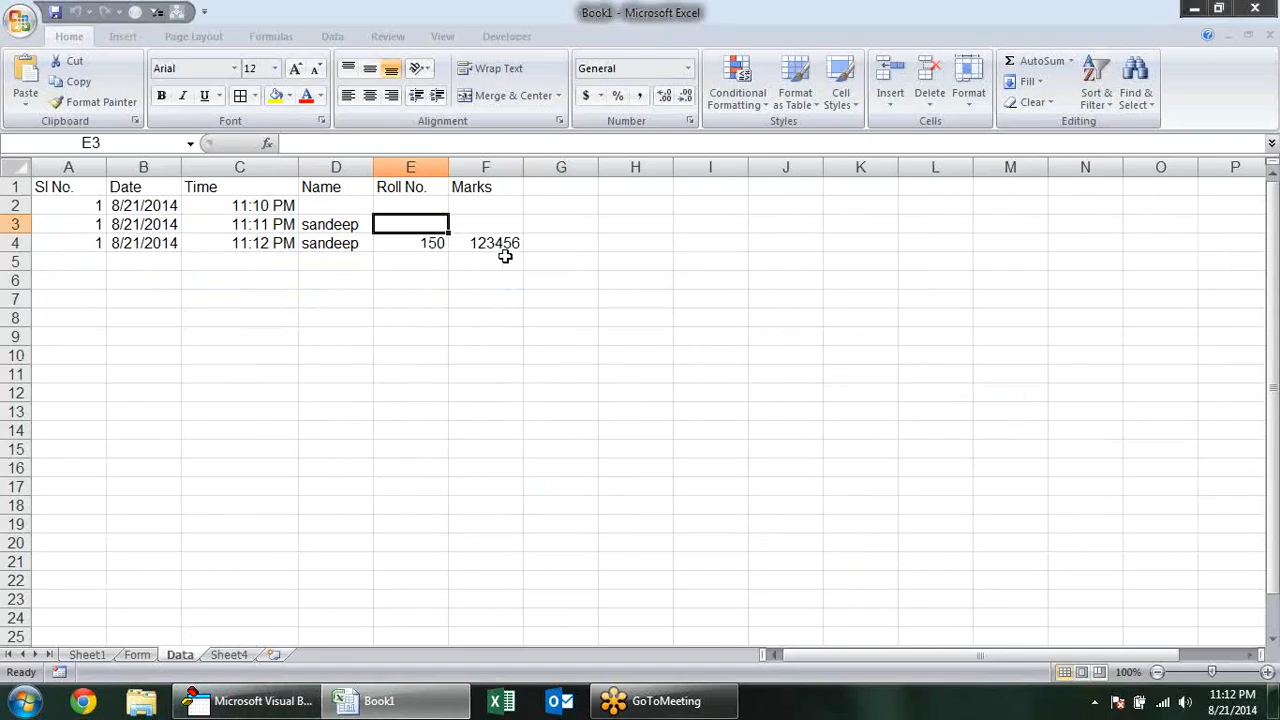 Book1 - Microsoft Excel
Home Insert Page Layout Formulas Data Review View Developer
Paste Cut Copy Format Painter Clipboard
Arial 12 A A B I U A Font
Wrap Text Merge & Center Alignment
General $ % , Number
Conditional Formatting Format as Table Cell Styles Styles
Insert Delete Format Cells
Σ AutoSum Fill Clear Sort & Filter Find & Select Editing
E3 fx
A B C D E F G H I J K L M N O P
1 Sl No. Date Time Name Roll No. Marks
2 1 8/21/2014 11:10 PM
3 1 8/21/2014 11:11 PM sandeep
4 1 8/21/2014 11:12 PM sandeep 150 123456
5
6
7
8
9
10
11
12
13
14
15
16
17
18
19
20
21
22
23
24
25
Sheet1 Form Data Sheet4
Ready 100%
Microsoft Visual B... Book1 GoToMeeting 11:12 PM
8/21/2014